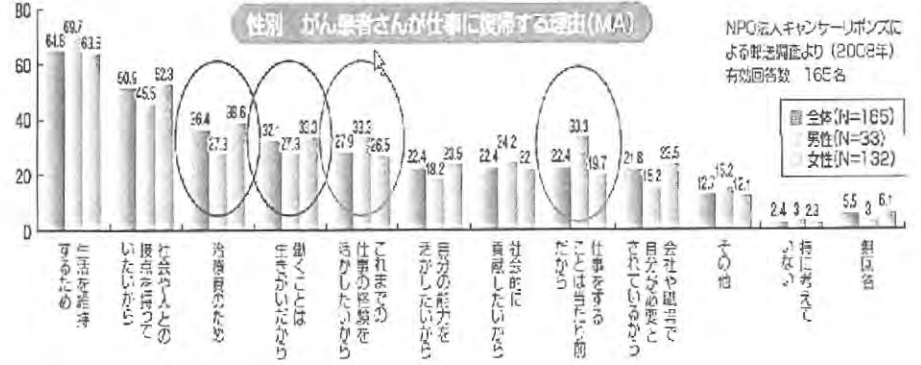 性別 がん患者さんが仕事に復帰する理由(MA)
NPO法人キャンサーリボンズに
よる郵送調査より (2008年)
有効回答数 165名
全体(N=165)
男性(N=33)
女性(N=132)
80
60
40
20
0
64.8 69.7 63.6
50.9 45.5 52.3
36.4 27.3 38.6
32.1 27.3 33.3
27.9 33.3 26.5
22.4 18.2 23.5
22.4 24.2 22
22.4 33.3 19.7
21.8 15.2 23.5
12.7 15.2 12.1
2.4 3 2.3
5.5 3 6.1
生活を維持
するため
社会や人との
接点を持って
いたいから
治療費のため
働くことは
生きがいだから
これまでの
仕事の経験を
活かしたいから
自分の能力を
活かしたいから
社会的に
貢献したいから
仕事をする
ことは当たり前
だから
会社や職場で
自分が必要と
されているから
その他
特に考えて
いない
無回答